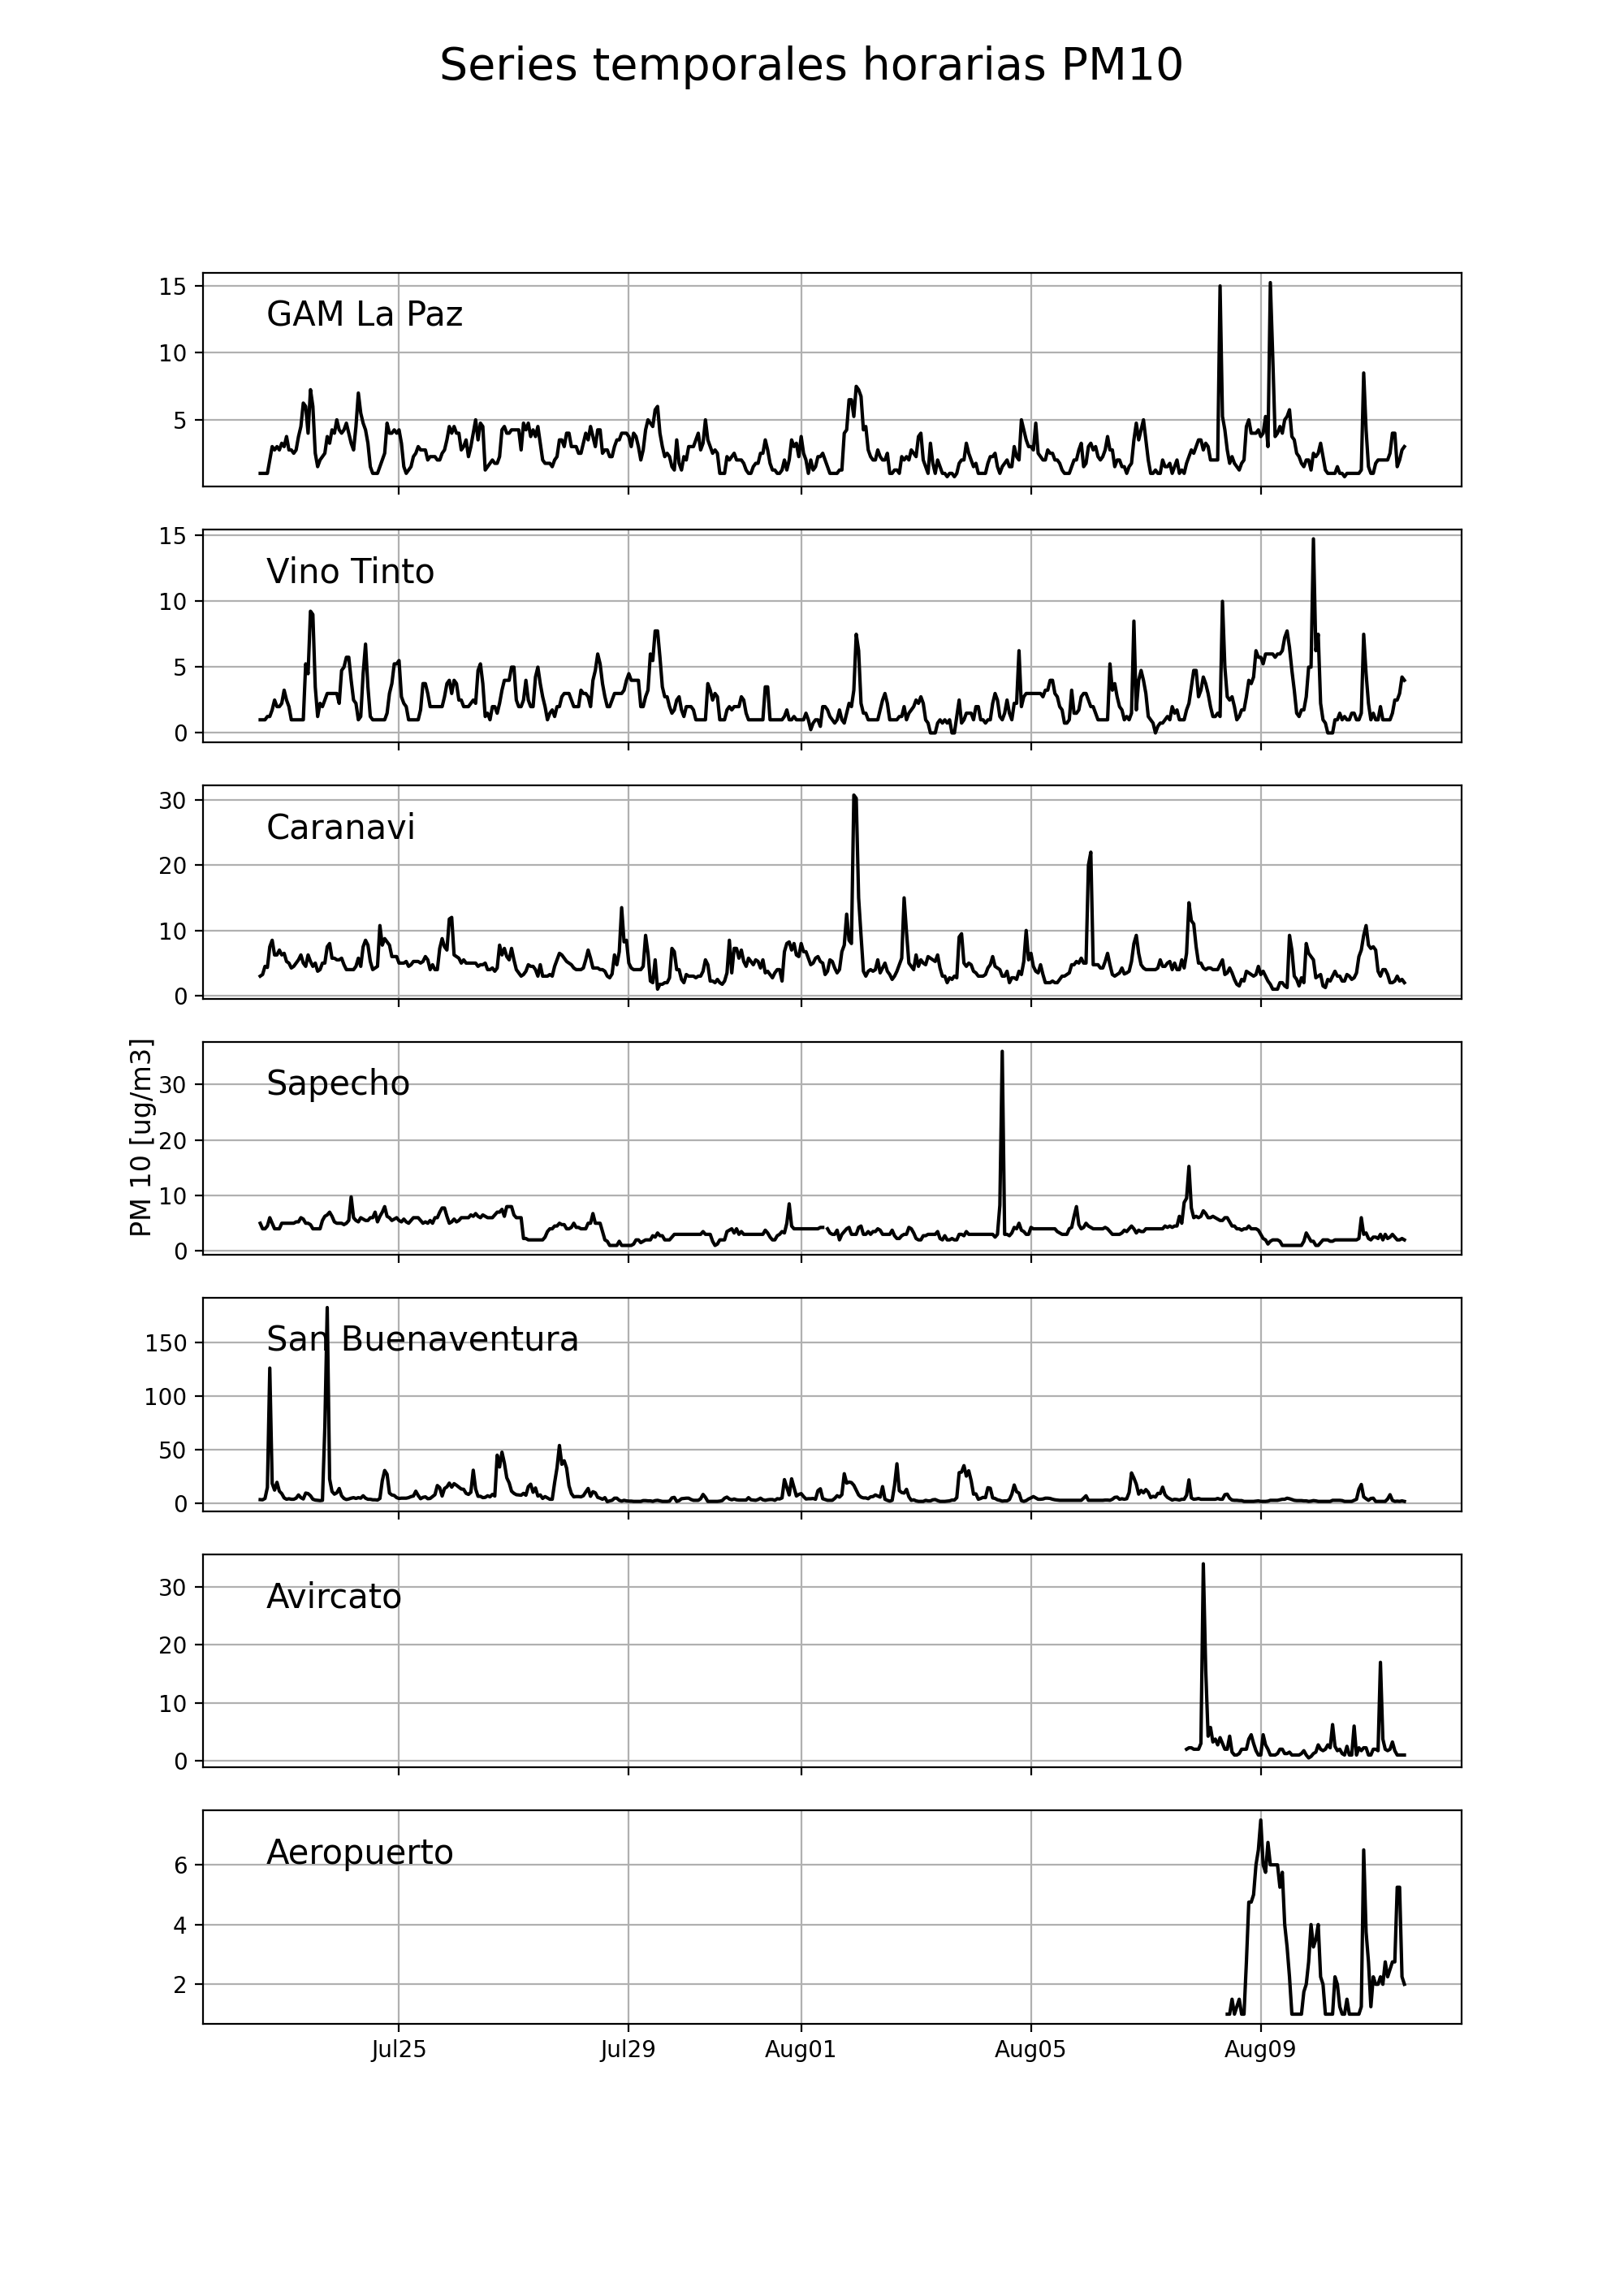 Series temporales horarias PM10
15
GAM La Paz
10
5
15
Vino Tinto
10
5
0
30
Caranavi
20
10
0
PM 10 [ug/m3]
30
Sapecho
20
10
0
150
San Buenaventura
100
50
0
30
Avircato
20
10
0
Aeropuerto
6
4
2
Jul25 Jul29 Aug01 Aug05 Aug09